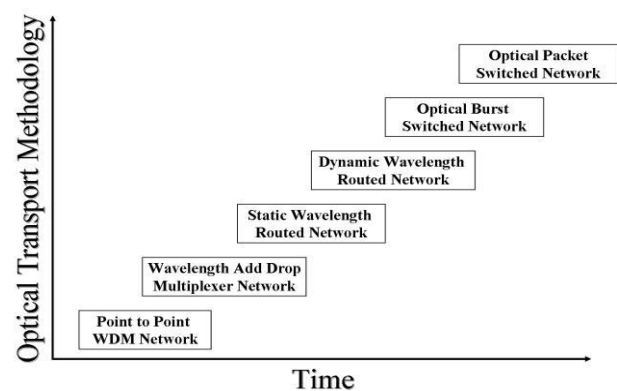 Optical Transport Methodology
Optical Packet
Switched Network
Optical Burst
Switched Network
Dynamic Wavelength
Routed Network
Static Wavelength
Routed Network
Wavelength Add Drop
Multiplexer Network
Point to Point
WDM Network
Time